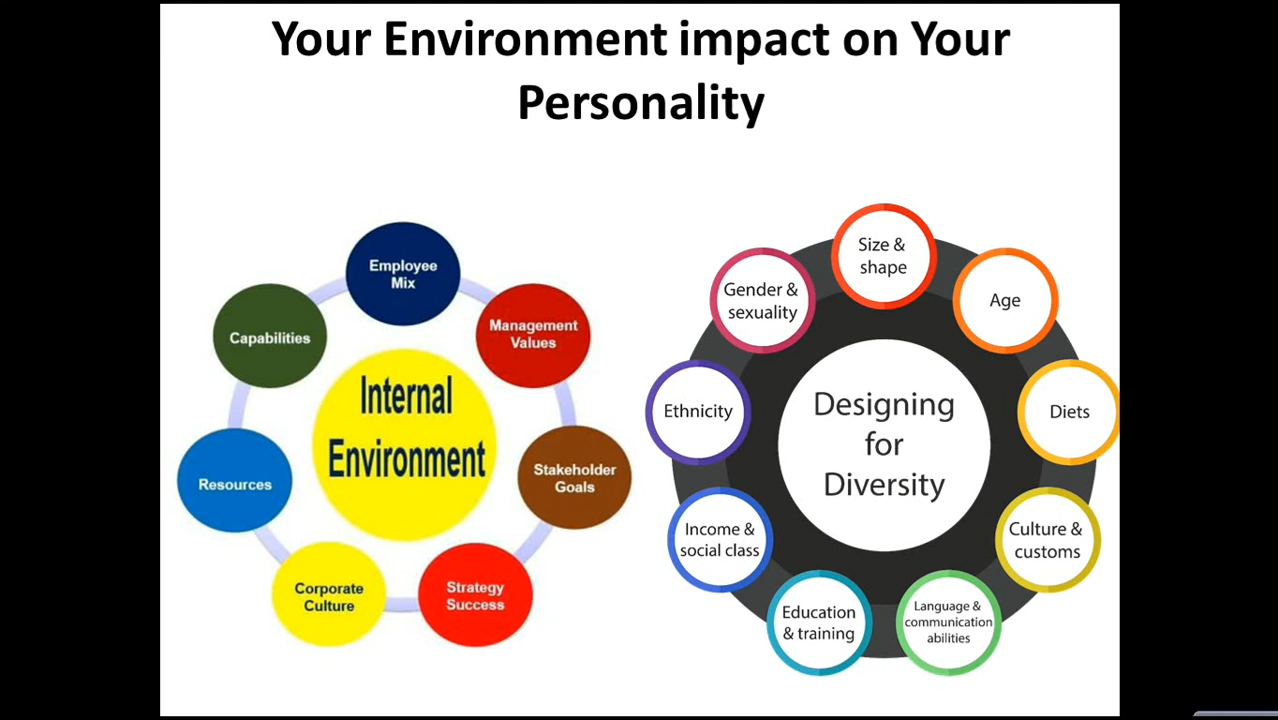 Your Environment impact on Your
Personality
Employee
Mix
Management
Values
Stakeholder
Goals
Strategy
Success
Corporate
Culture
Resources
Capabilities
Internal
Environment
Size &
shape
Age
Diets
Culture &
customs
Language &
communication
abilities
Education
& training
Income &
social class
Ethnicity
Gender &
sexuality
Designing
for
Diversity